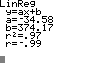 LinReg
y=ax+b
a=-34.58
b=374.17
r²=.97
r=-.99